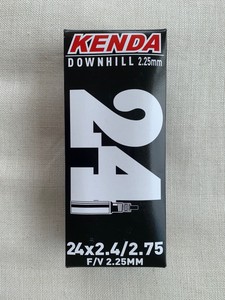 KENDA
DOWNHILL 2.25mm
24
24x2.4/2.75
F/V 2.25MM